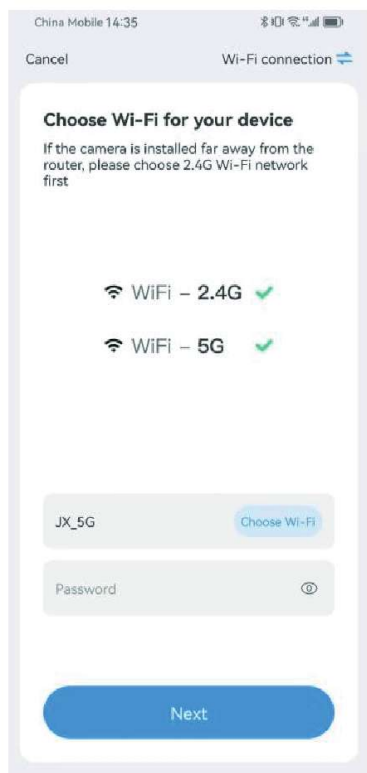 China Mobile 14:35
Cancel
Wi-Fi connection
Choose Wi-Fi for your device
If the camera is installed far away from the
router, please choose 2.4G Wi-Fi network
first
WiFi – 2.4G
WiFi – 5G
JX_5G
Choose Wi-Fi
Password
Next